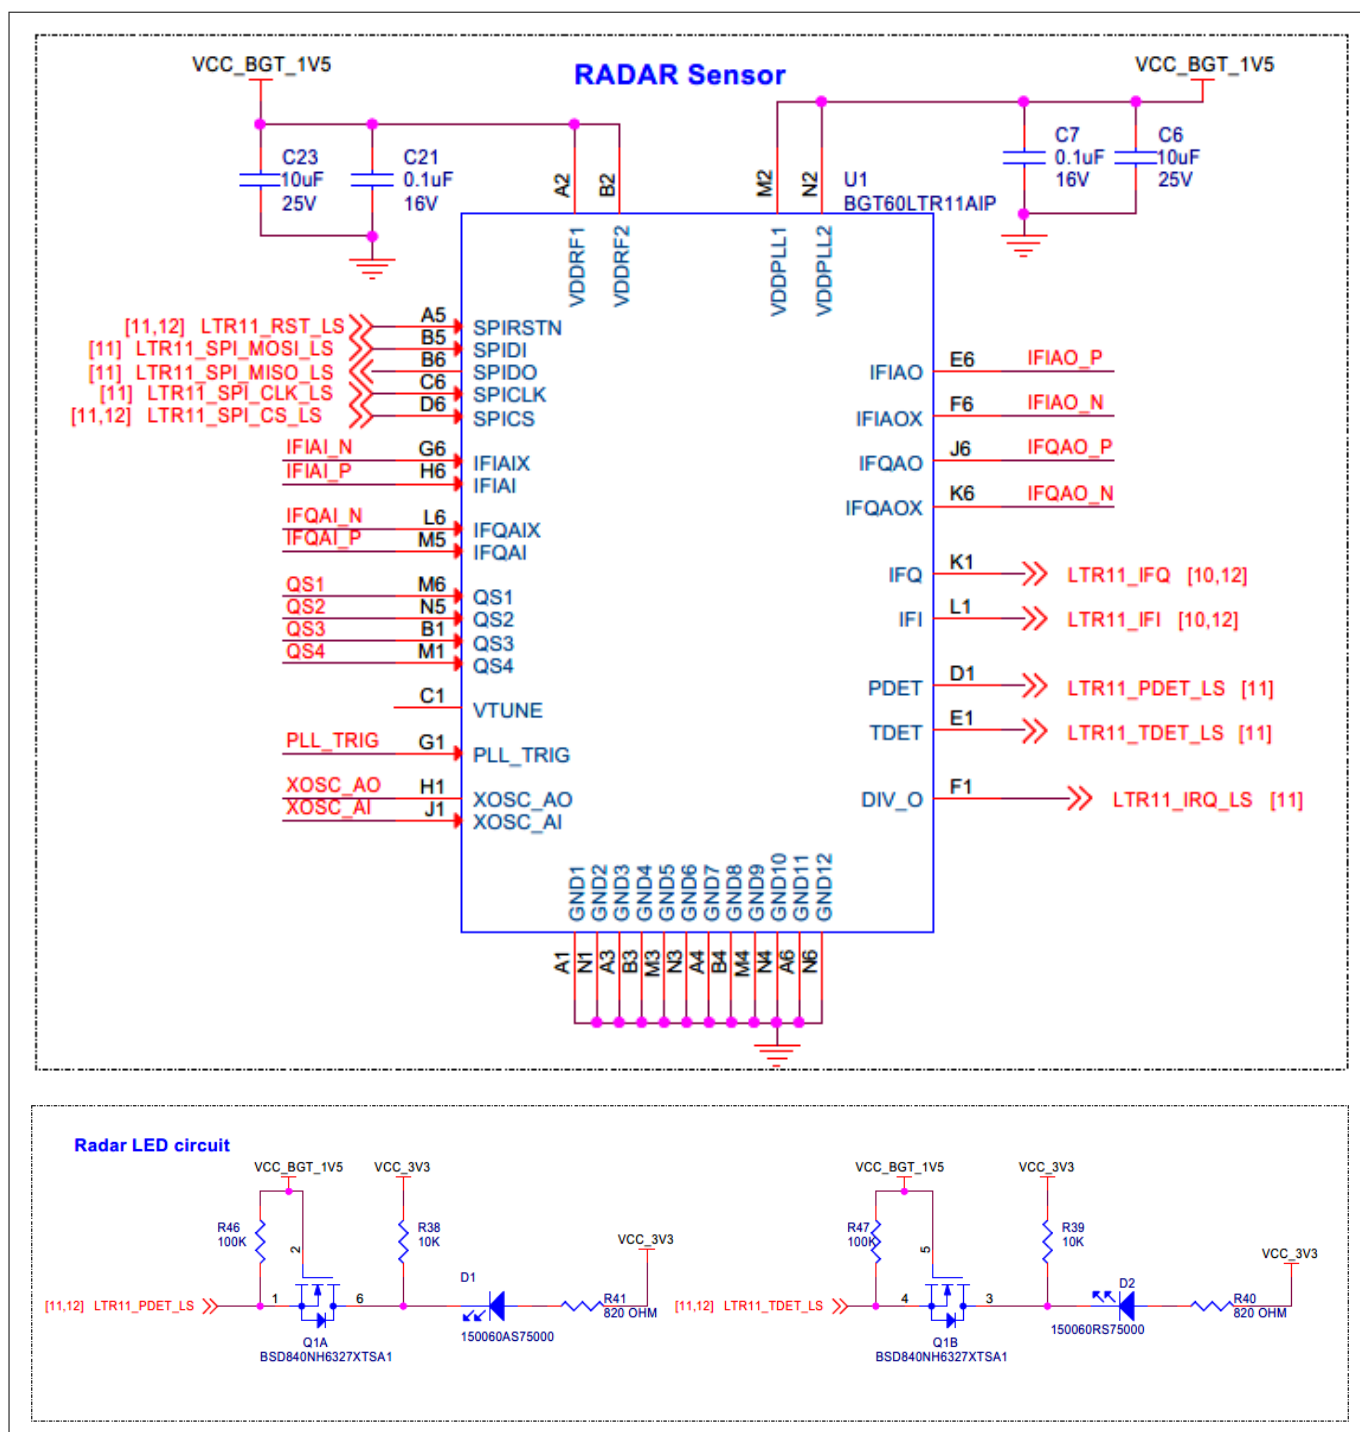 RADAR Sensor
VCC_BGT_1V5
VCC_BGT_1V5
C23
10uF
25V
C21
0.1uF
16V
C7
0.1uF
16V
C6
10uF
25V
A2
B2
M2
N2
U1
BGT60LTR11AIP
VDDRF1
VDDRF2
VDDPLL1
VDDPLL2
[11,12] LTR11_RST_LS A5 SPIRSTN
[11] LTR11_SPI_MOSI_LS B5 SPIDI
[11] LTR11_SPI_MISO_LS B6 SPIDO
[11] LTR11_SPI_CLK_LS C6 SPICLK
[11,12] LTR11_SPI_CS_LS D6 SPICS
IFIAI_N G6 IFIAIX
IFIAI_P H6 IFIAI
IFQAI_N L6 IFQAIX
IFQAI_P M5 IFQAI
QS1 M6 QS1
QS2 N5 QS2
QS3 B1 QS3
QS4 M1 QS4
C1 VTUNE
PLL_TRIG G1 PLL_TRIG
XOSC_AO H1 XOSC_AO
XOSC_AI J1 XOSC_AI
IFIAO E6 IFIAO_P
IFIAOX F6 IFIAO_N
IFQAO J6 IFQAO_P
IFQAOX K6 IFQAO_N
IFQ K1 LTR11_IFQ [10,12]
IFI L1 LTR11_IFI [10,12]
PDET D1 LTR11_PDET_LS [11]
TDET E1 LTR11_TDET_LS [11]
DIV_O F1 LTR11_IRQ_LS [11]
GND1
GND2
GND3
GND4
GND5
GND6
GND7
GND8
GND9
GND10
GND11
GND12
A1
N1
A3
B3
M3
N3
A4
B4
M4
N4
A6
N6
Radar LED circuit
VCC_BGT_1V5
VCC_3V3
R46
100K
2
R38
10K
VCC_3V3
D1
[11,12] LTR11_PDET_LS
1
6
R41
820 OHM
150060AS75000
Q1A
BSD840NH6327XTSA1
VCC_BGT_1V5
VCC_3V3
R47
100K
5
R39
10K
VCC_3V3
D2
[11,12] LTR11_TDET_LS
4
3
R40
820 OHM
150060RS75000
Q1B
BSD840NH6327XTSA1